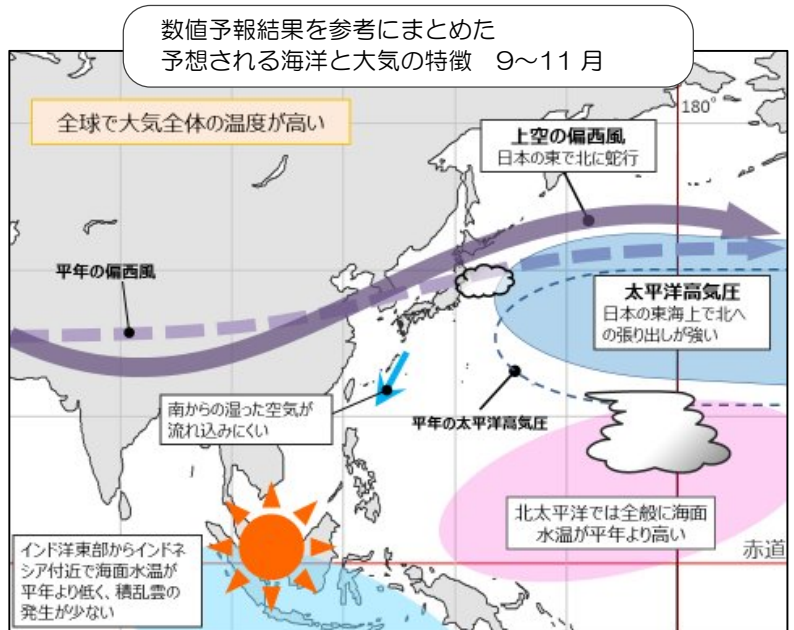 数値予報結果を参考にまとめた
予想される海洋と大気の特徴　9～11 月
全球で大気全体の温度が高い
180°
上空の偏西風
日本の東で北に蛇行
平年の偏西風
太平洋高気圧
日本の東海上で北へ
の張り出しが強い
南からの湿った空気が
流れ込みにくい
平年の太平洋高気圧
北太平洋では全般に海面
水温が平年より高い
赤道
インド洋東部からインドネ
シア付近で海面水温が
平年より低く、積乱雲の
発生が少ない